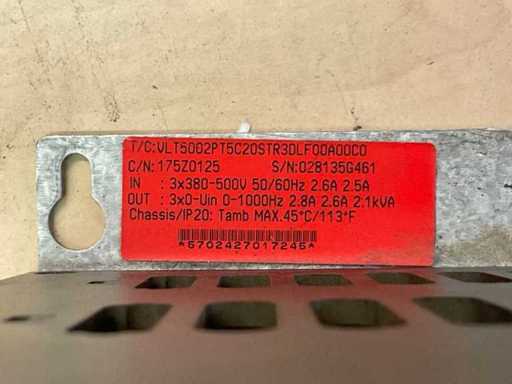 T/C:VLT5002PT5C20STR3DLF00A00C0
C/N:175Z0125 S/N:028135G461
IN : 3x380-500V 50/60Hz 2.6A 2.5A
OUT : 3x0-Uin 0-1000Hz 2.8A 2.6A 2.1kVA
Chassis/IP20: Tamb MAX.45°C/113°F
*5702427017245*